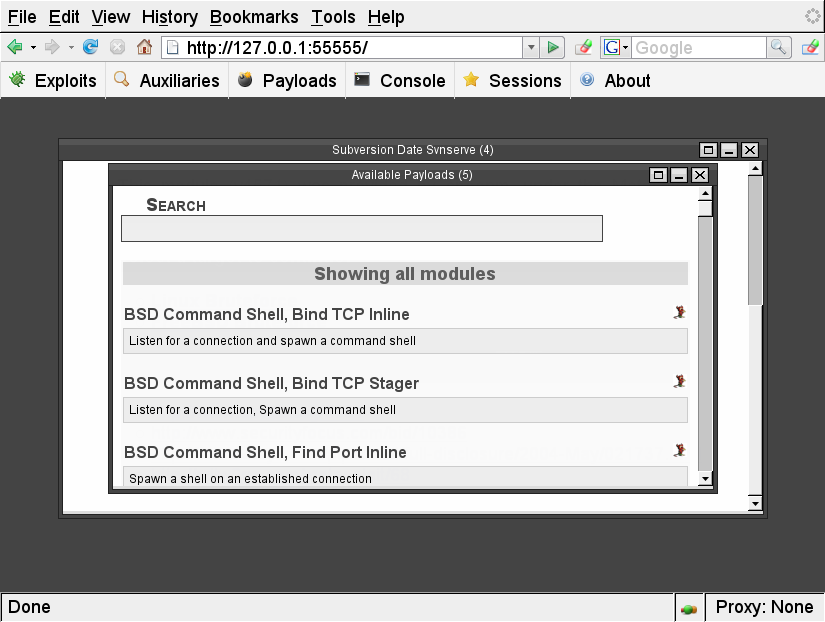 File Edit View History Bookmarks Tools Help
http://127.0.0.1:55555/
G
Google
Exploits Auxiliaries Payloads Console Sessions About
Subversion Date Svnserve (4)
Available Payloads (5)
SEARCH
Showing all modules
BSD Command Shell, Bind TCP Inline
Listen for a connection and spawn a command shell
BSD Command Shell, Bind TCP Stager
Listen for a connection, Spawn a command shell
BSD Command Shell, Find Port Inline
Spawn a shell on an established connection
Done
Proxy: None